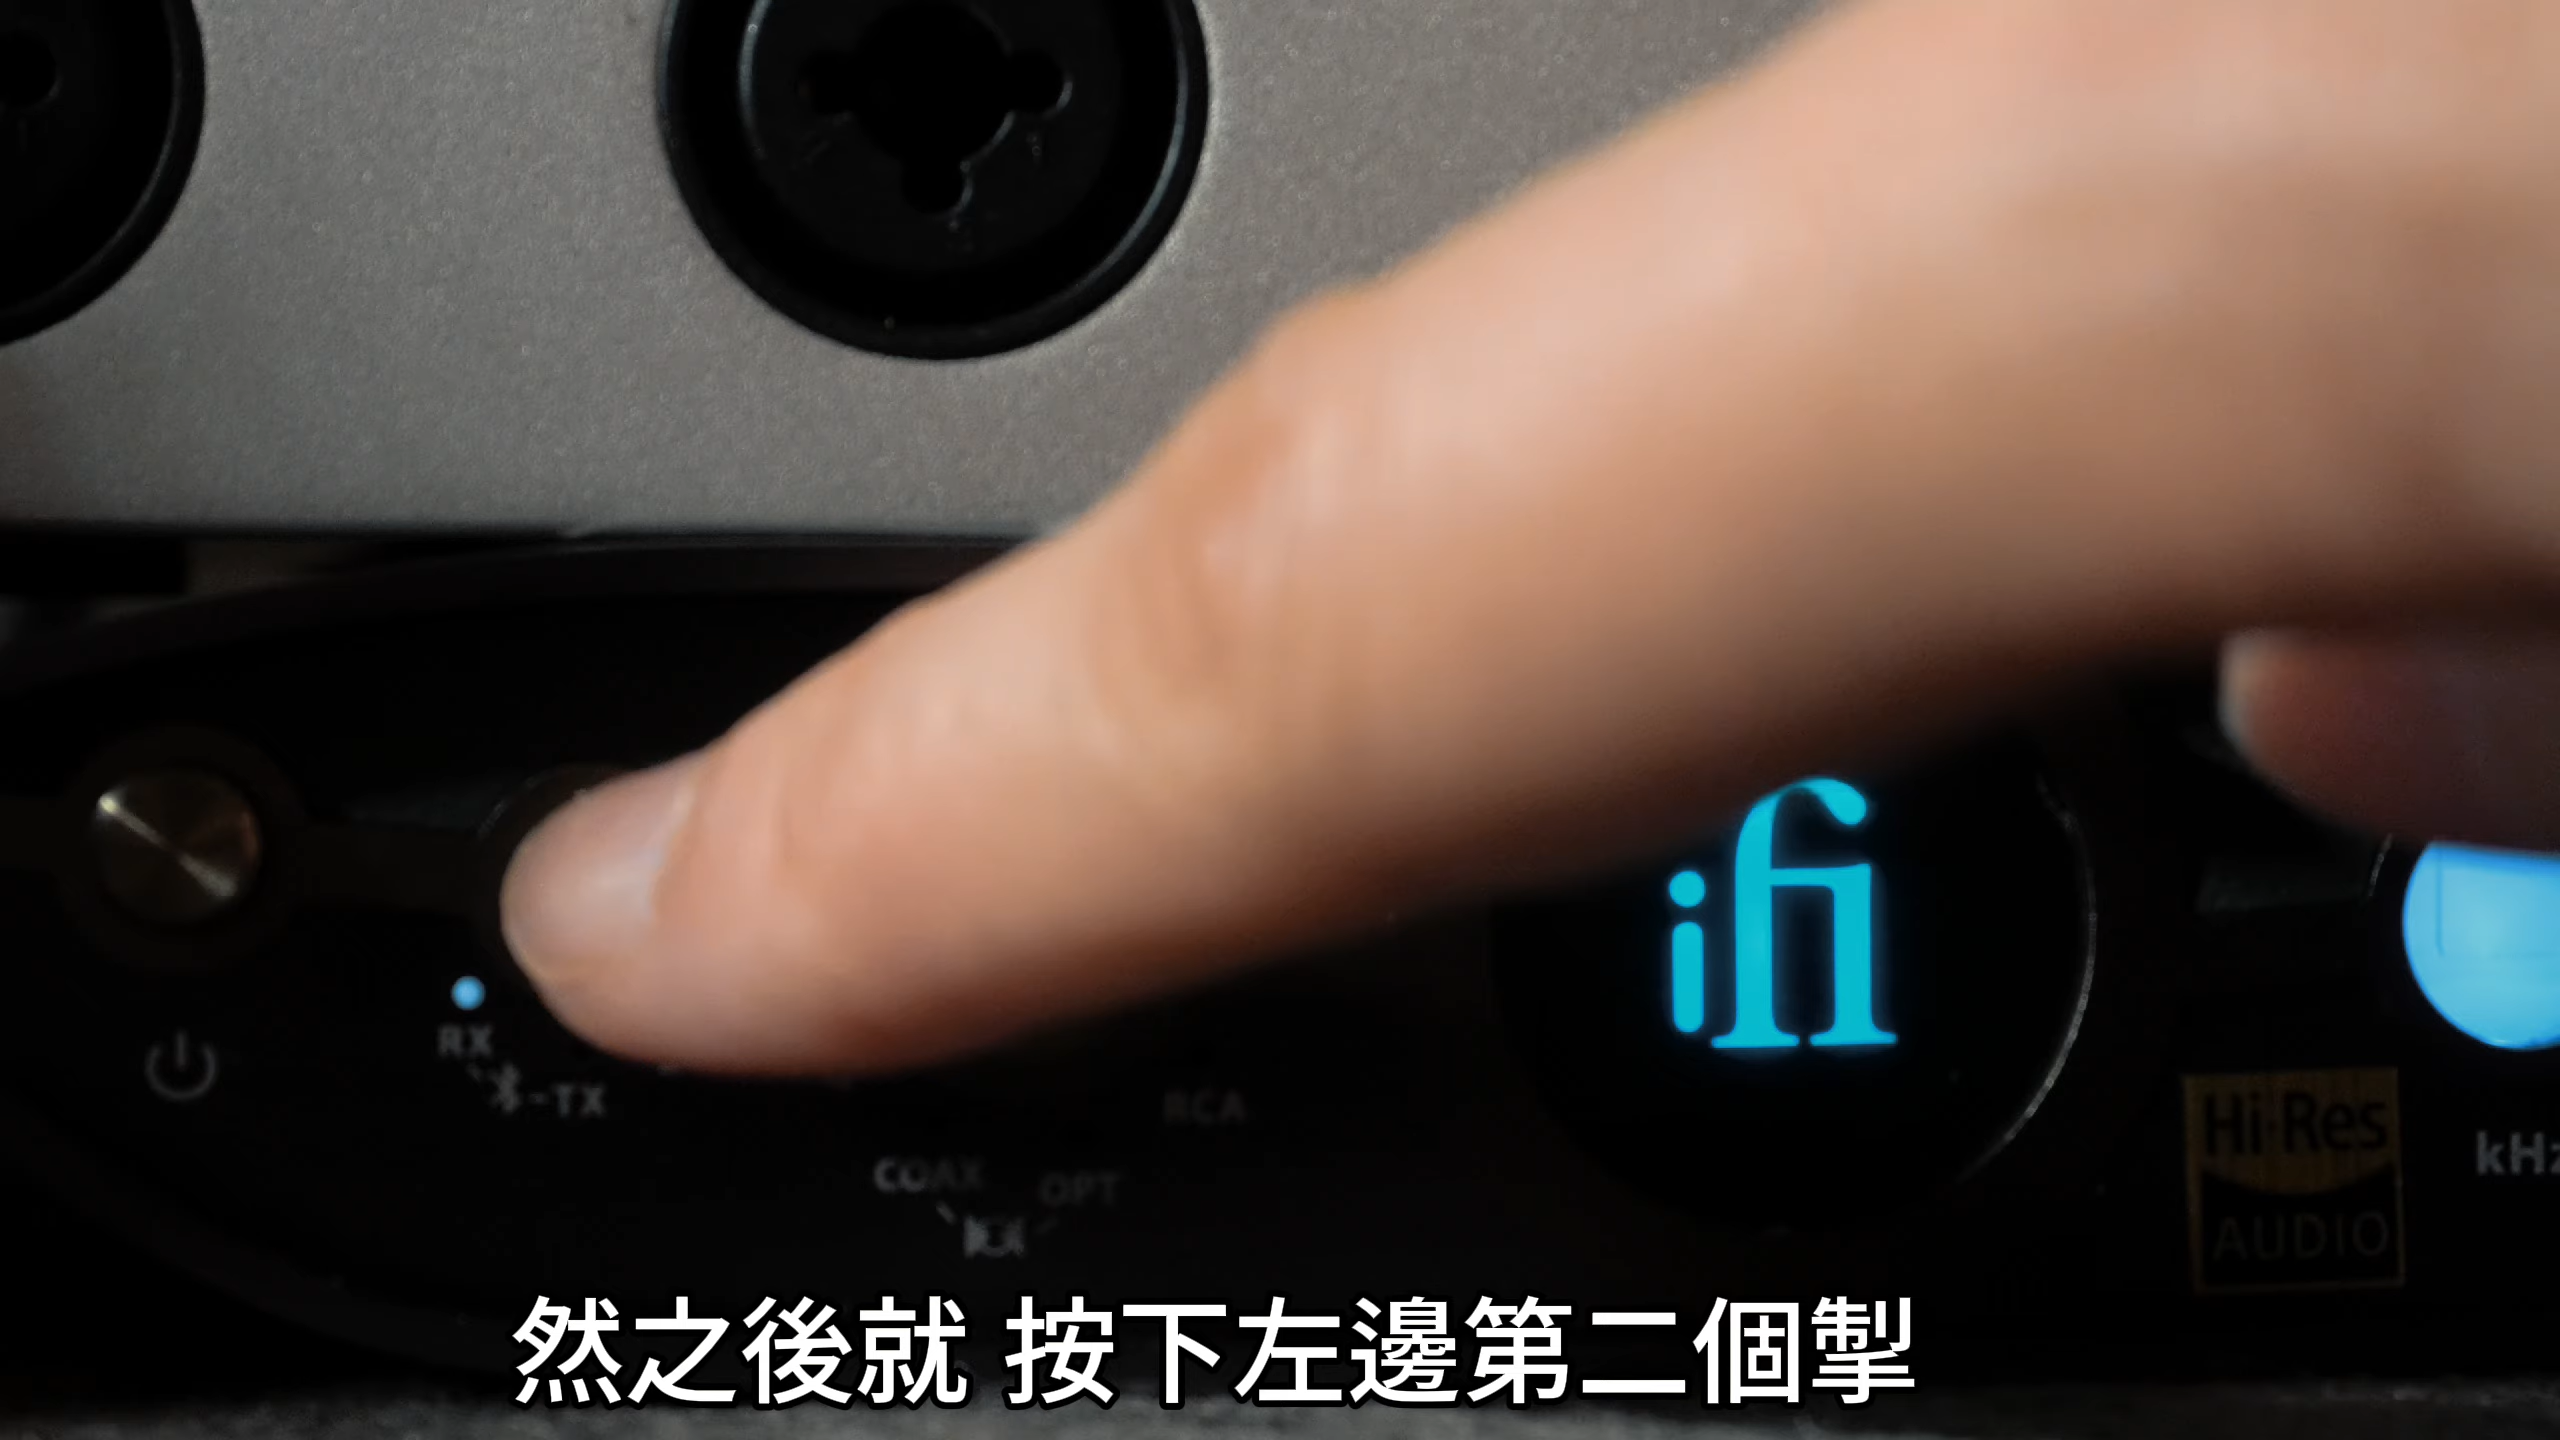 ifi
RX
-TX
RCA
COAX
OPT
Hi-Res
AUDIO
kHz
然之後就 按下左邊第二個掣